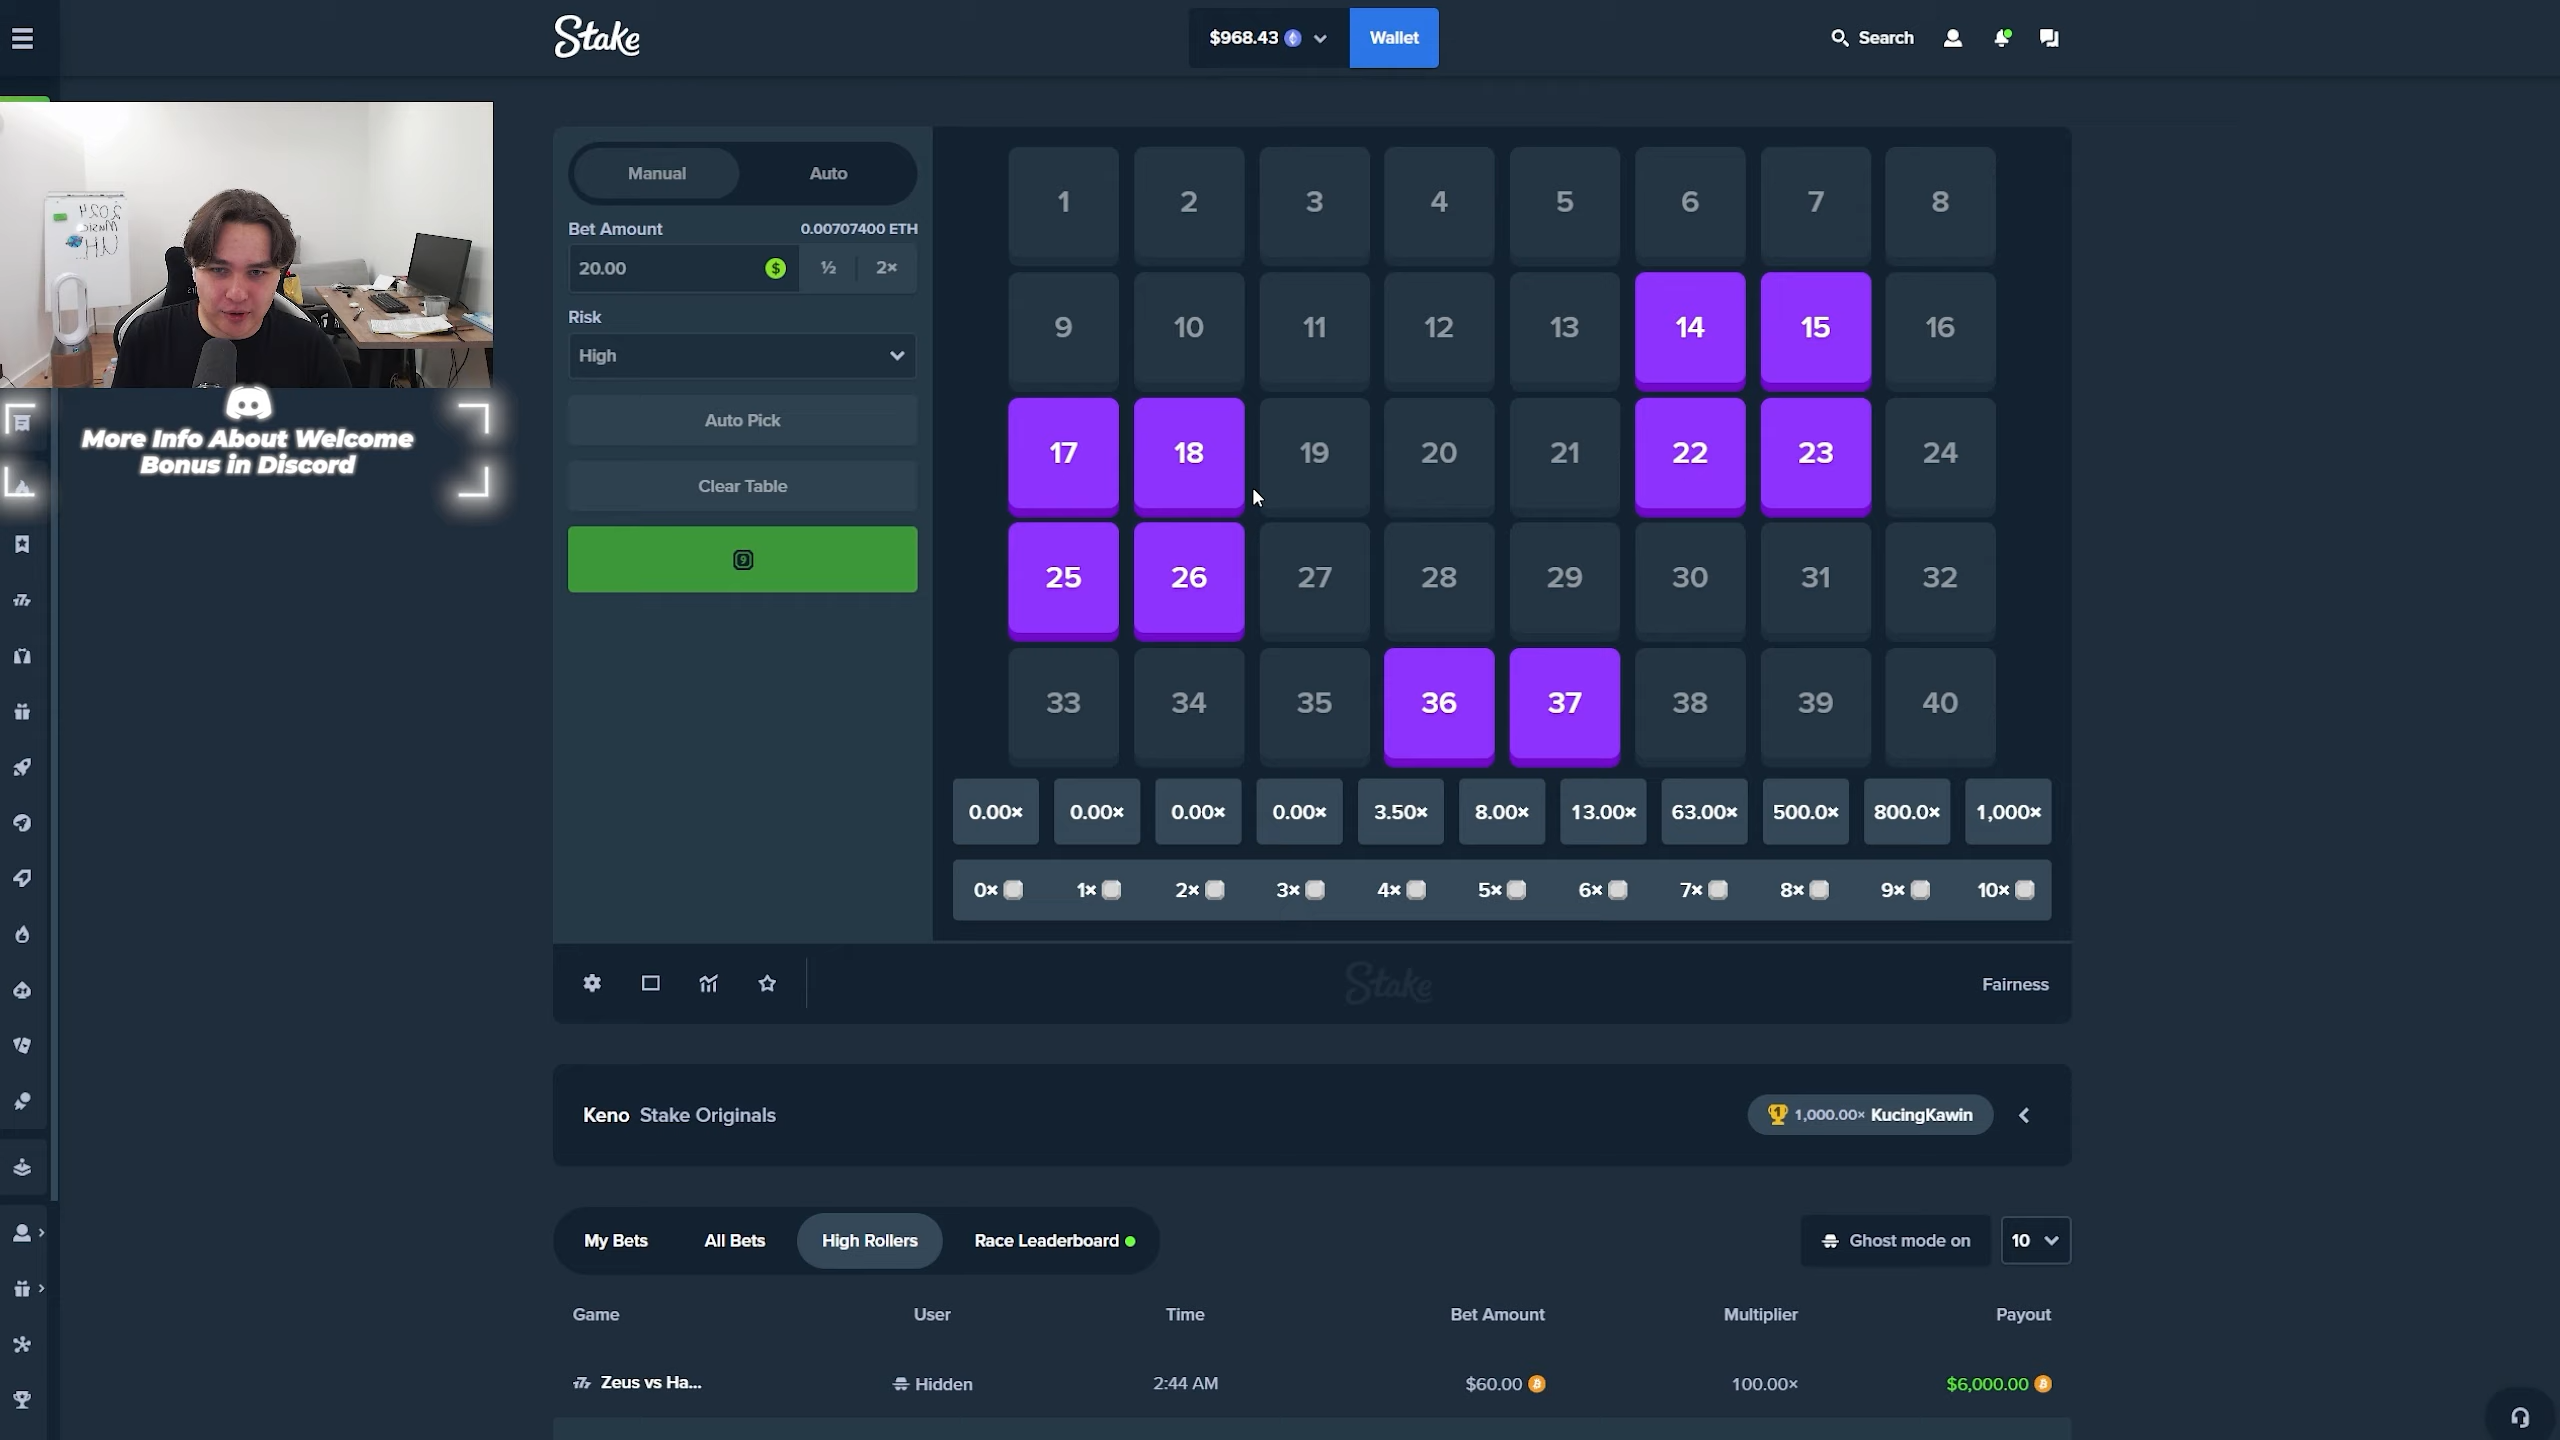 Stake
$968.43
Wallet
Search
Manual
Auto
Bet Amount
0.00707400 ETH
20.00
½
2×
Risk
High
Auto Pick
Clear Table
1 2 3 4 5 6 7 8
9 10 11 12 13 14 15 16
17 18 19 20 21 22 23 24
25 26 27 28 29 30 31 32
33 34 35 36 37 38 39 40
0.00× 0.00× 0.00× 0.00× 3.50× 8.00× 13.00× 63.00× 500.0× 800.0× 1,000×
0× 1× 2× 3× 4× 5× 6× 7× 8× 9× 10×
More Info About Welcome
Bonus in Discord
Stake
Fairness
Keno Stake Originals
1,000.00× KucingKawin
My Bets
All Bets
High Rollers
Race Leaderboard
Ghost mode on
10
Game User Time Bet Amount Multiplier Payout
Zeus vs Ha... Hidden 2:44 AM $60.00 100.00× $6,000.00